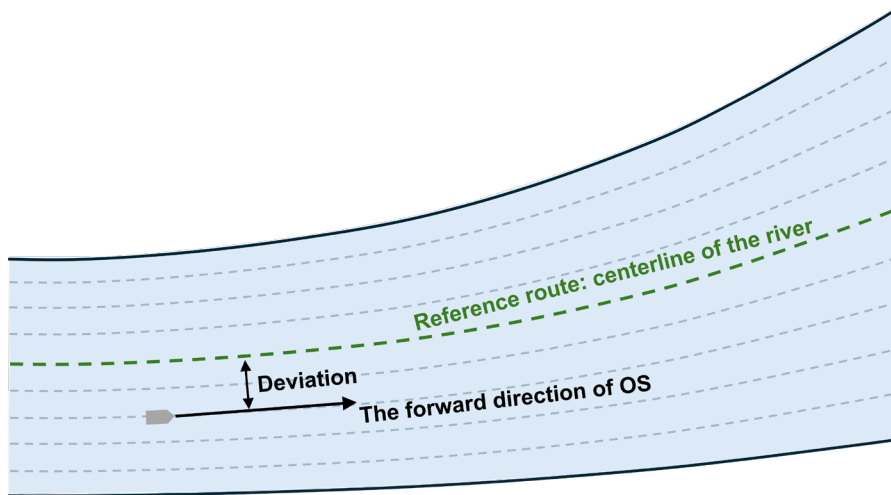 Reference route: centerline of the river
Deviation
The forward direction of OS